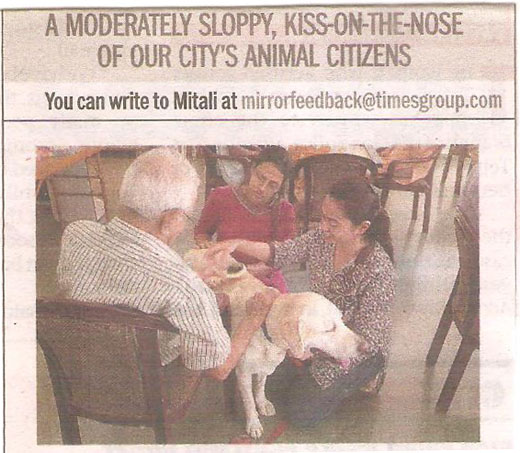 A MODERATELY SLOPPY, KISS-ON-THE-NOSE
OF OUR CITY'S ANIMAL CITIZENS
You can write to Mitali at mirrorfeedback@timesgroup.com